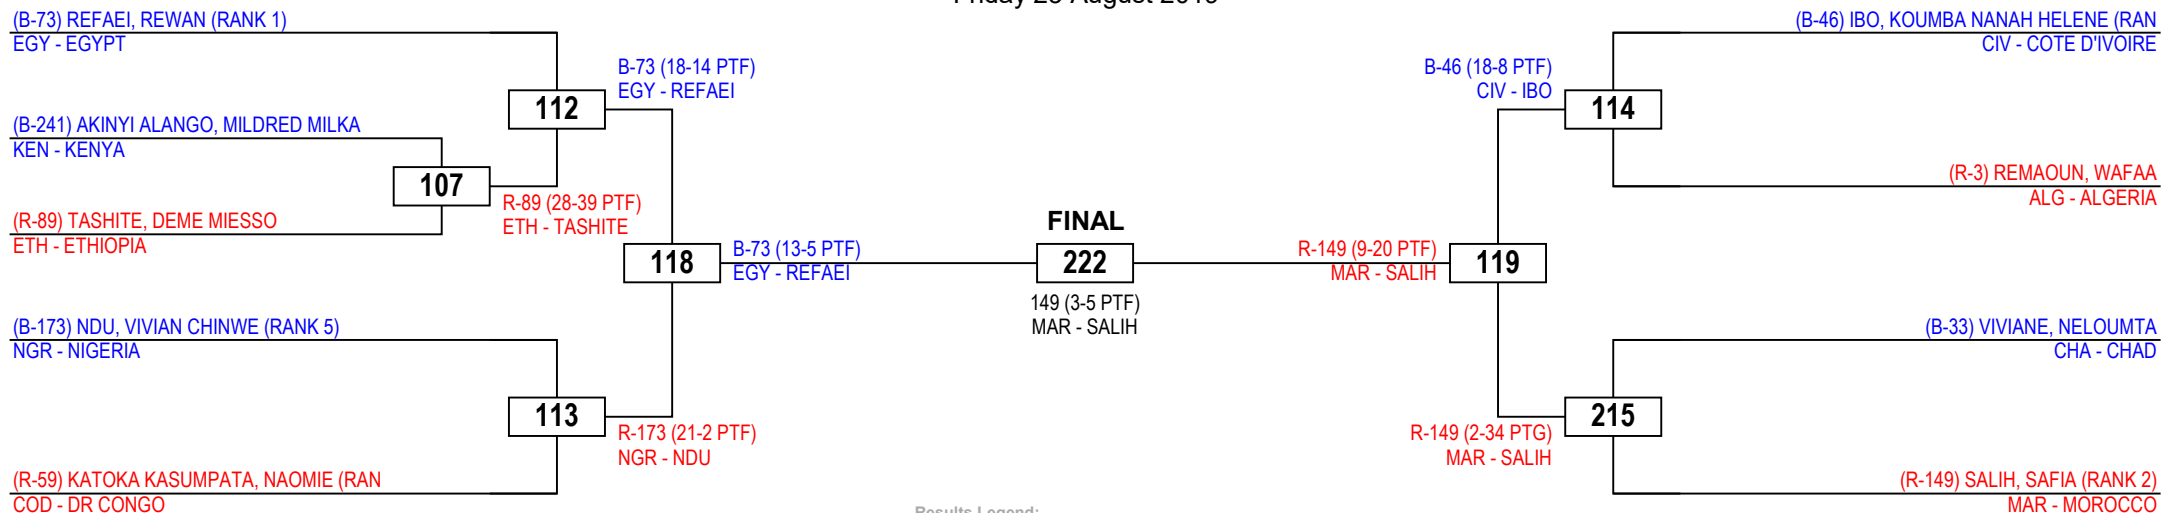 (B-73) REFAEI, REWAN (RANK 1)
EGY - EGYPT
(B-241) AKINYI ALANGO, MILDRED MILKA
KEN - KENYA
(R-89) TASHITE, DEME MIESSO
ETH - ETHIOPIA
(B-173) NDU, VIVIAN CHINWE (RANK 5)
NGR - NIGERIA
(R-59) KATOKA KASUMPATA, NAOMIE (RAN
COD - DR CONGO
107
R-89 (28-39 PTF)
ETH - TASHITE
112
B-73 (18-14 PTF)
EGY - REFAEI
113
R-173 (21-2 PTF)
NGR - NDU
118
B-73 (13-5 PTF)
EGY - REFAEI
FINAL
222
149 (3-5 PTF)
MAR - SALIH
R-149 (9-20 PTF)
MAR - SALIH
119
B-46 (18-8 PTF)
CIV - IBO
114
R-149 (2-34 PTG)
MAR - SALIH
215
(B-46) IBO, KOUMBA NANAH HELENE (RAN
CIV - COTE D'IVOIRE
(R-3) REMAOUN, WAFAA
ALG - ALGERIA
(B-33) VIVIANE, NELOUMTA
CHA - CHAD
(R-149) SALIH, SAFIA (RANK 2)
MAR - MOROCCO
Results Legend: